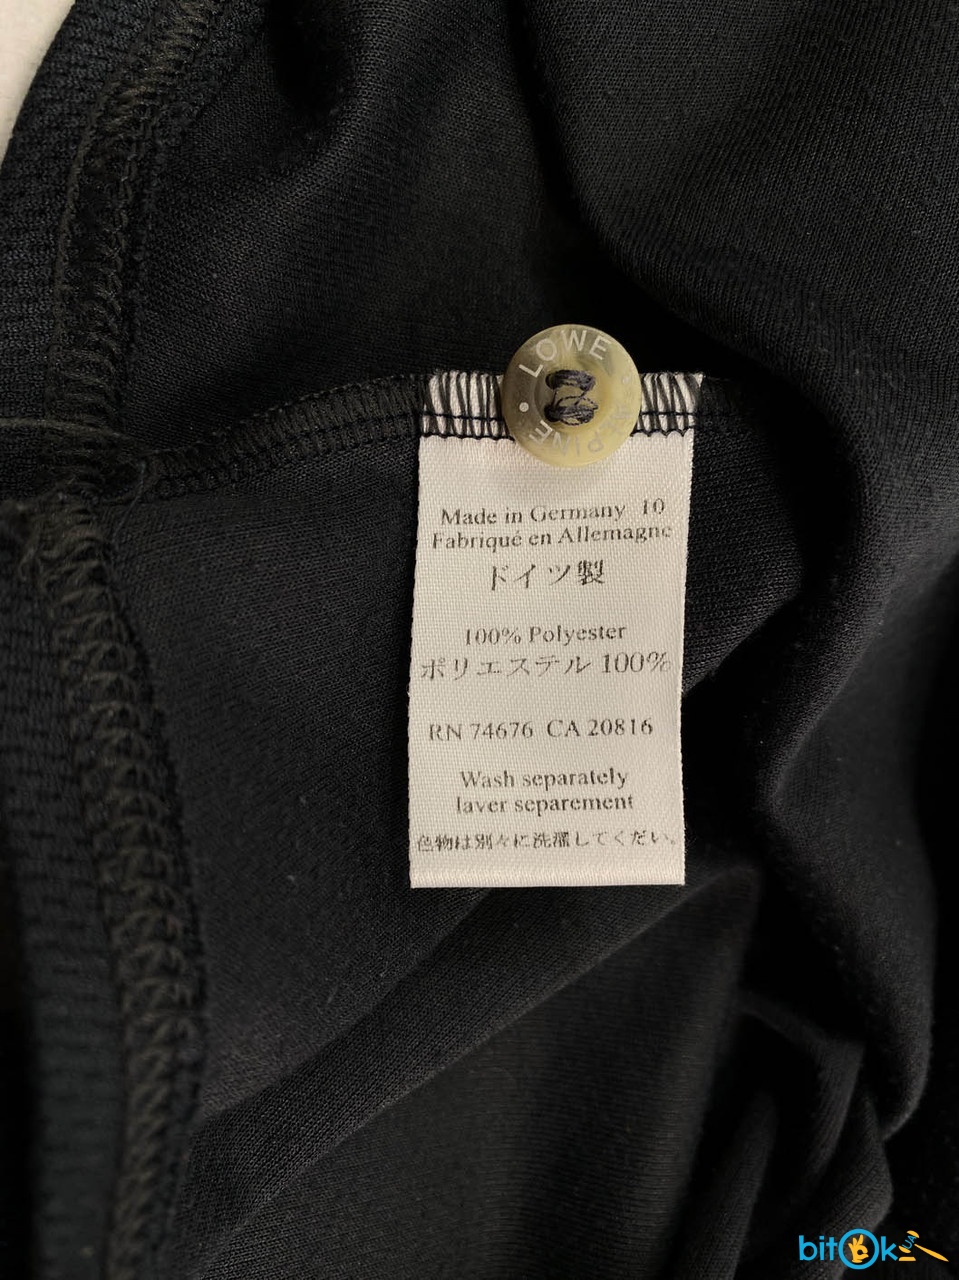 LOWE
ALPINE
Made in Germany 10
Fabriqué en Allemagne
ドイツ製
100% Polyester
ポリエステル 100%
RN 74676 CA 20816
Wash separately
laver separement
色物は別々に洗濯してくだい。
bitOk.UA